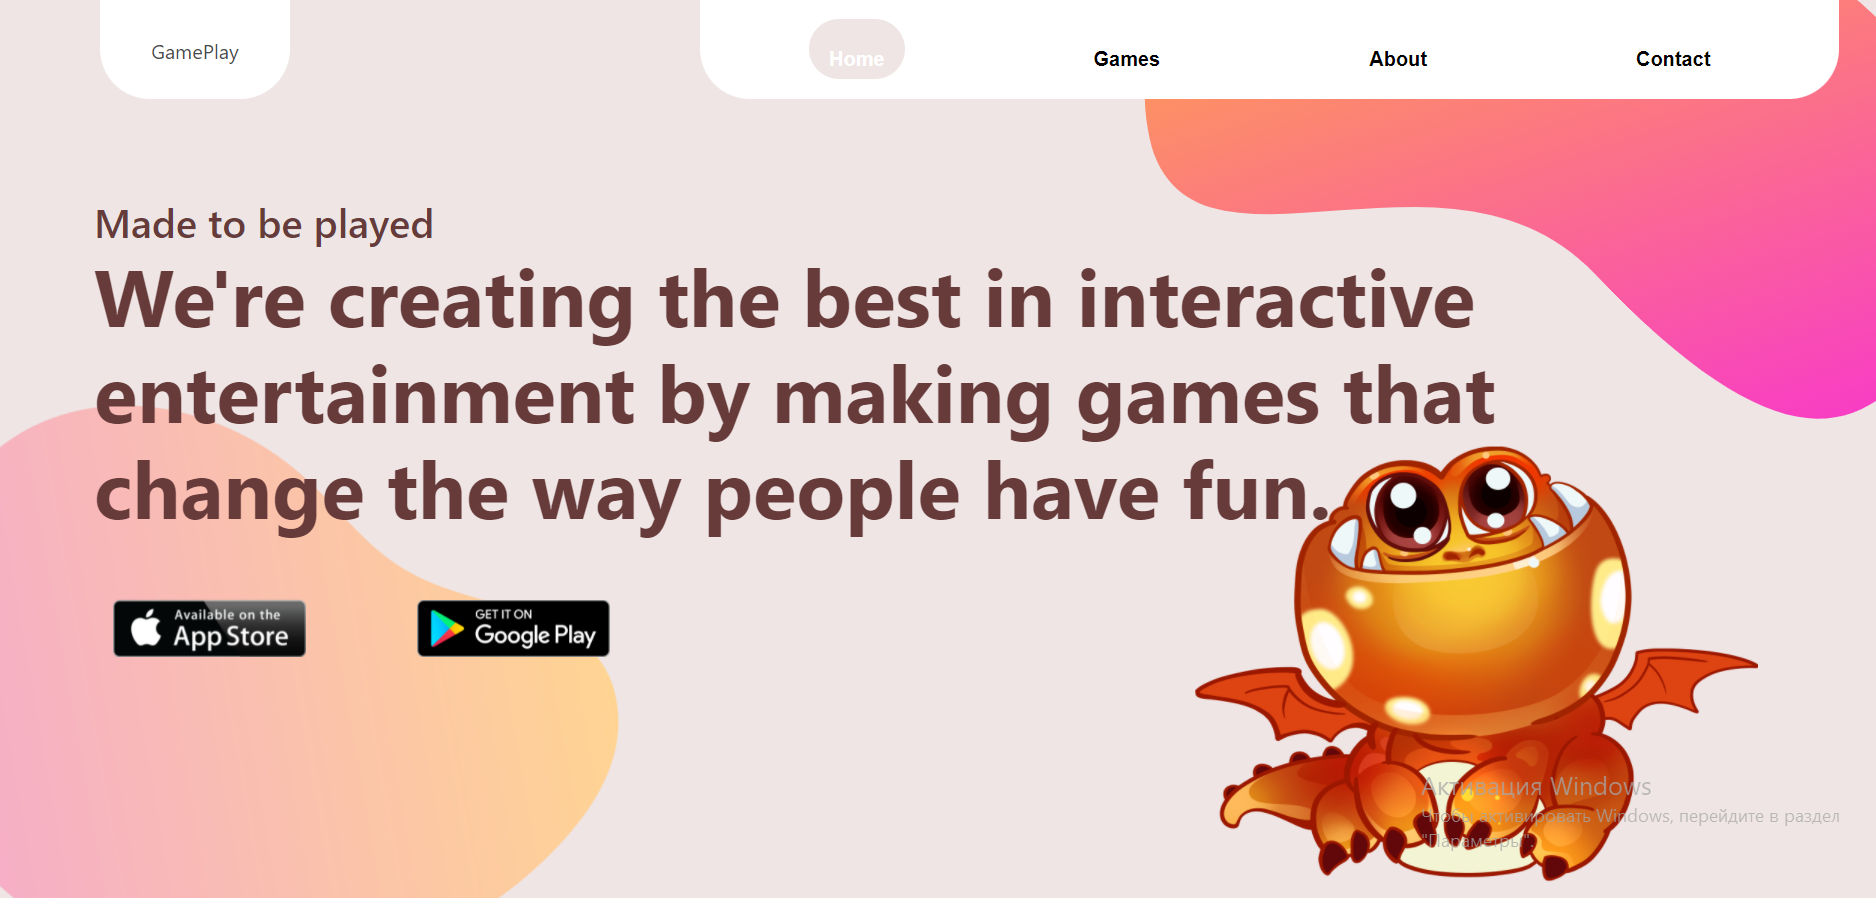 GamePlay
Home
Games
About
Contact
Made to be played
We're creating the best in interactive
entertainment by making games that
change the way people have fun.
Available on the
App Store
GET IT ON
Google Play
Активация Windows
Чтобы активировать Windows, перейдите в раздел
"Параметры".